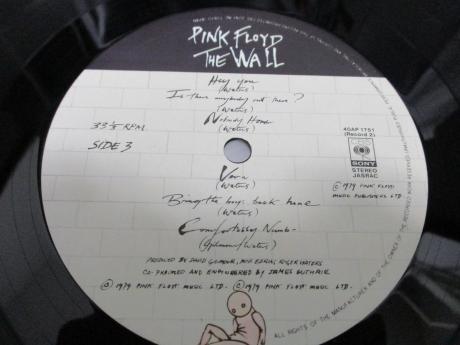 PINK FLOYD
THE WALL
Hey you
(Waters)
Is there anybody out there?
(Waters)
Nobody Home
(Waters)
33⅓ RPM
SIDE 3
40AP 1751
(Record 2)
SONY
STEREO
JASRAC
Vera
(Waters)
℗ 1979 PINK FLOYD
MUSIC PUBLISHERS LTD.
Bring the boys back home
(Waters)
Comfortably Numb
(Gilmour/Waters)
PRODUCED BY DAVID GILMOUR, BOB EZRIN, ROGER WATERS
CO-PRODUCED AND ENGINEERED BY JAMES GUTHRIE
℗ 1979 PINK FLOYD MUSIC LTD. © 1979 PINK FLOYD MUSIC LTD.
ALL RIGHTS OF THE MANUFACTURER AND OF THE OWNER OF THE